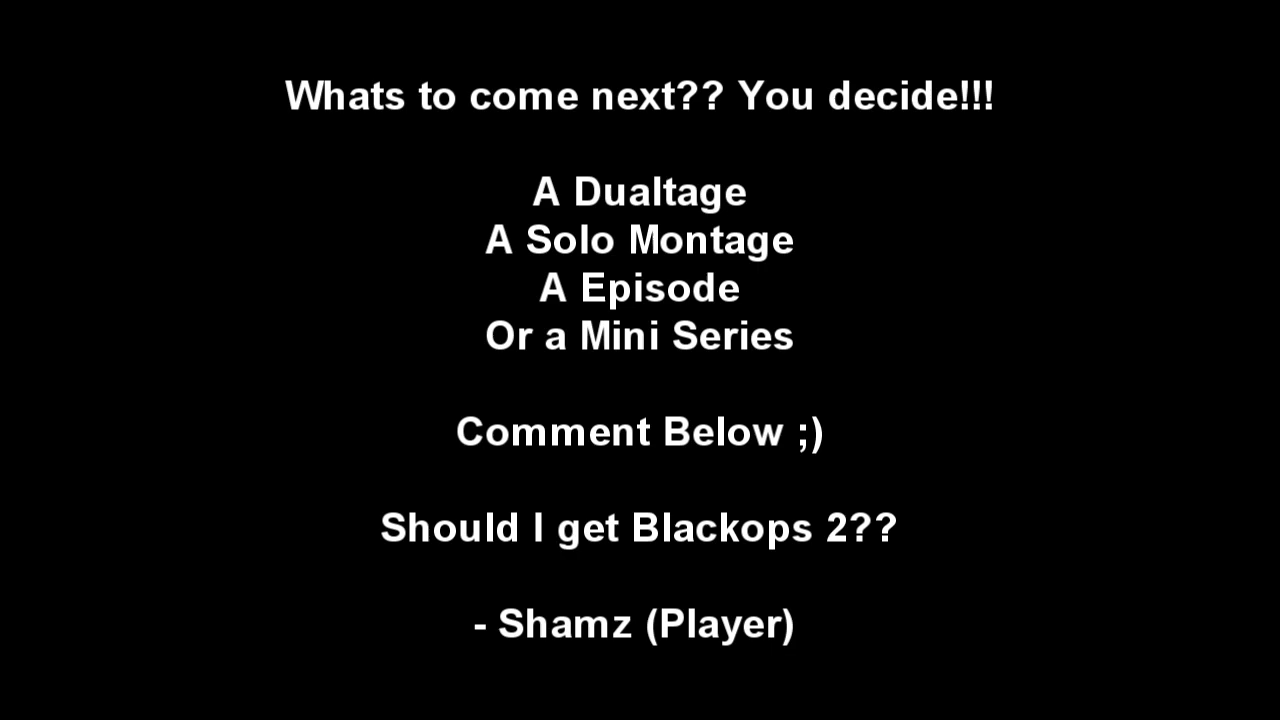 Whats to come next?? You decide!!!
A Dualtage
A Solo Montage
A Episode
Or a Mini Series
Comment Below ;)
Should I get Blackops 2??
- Shamz (Player)